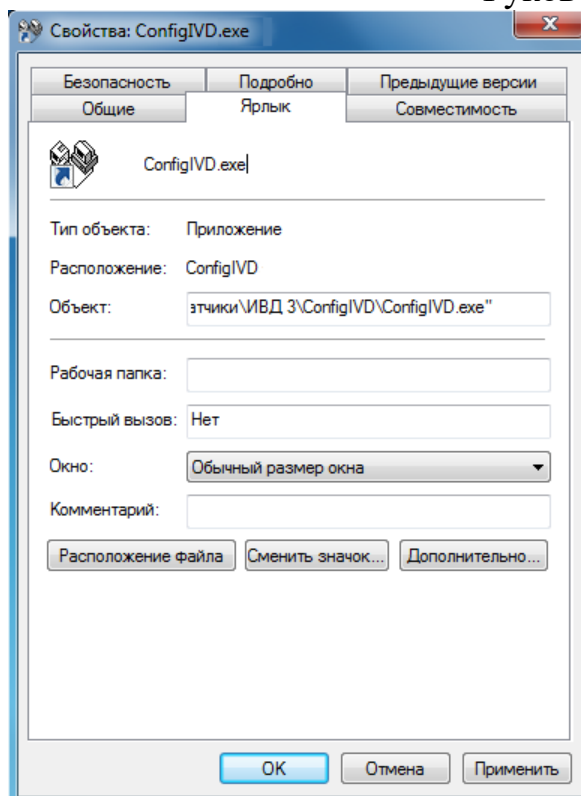 Свойства: ConfigIVD.exe
Безопасность Подробно Предыдущие версии
Общие Ярлык Совместимость
ConfigIVD.exe
Тип объекта: Приложение
Расположение: ConfigIVD
Объект: атчики\ИВД 3\ConfigIVD\ConfigIVD.exe"
Рабочая папка:
Быстрый вызов: Нет
Окно: Обычный размер окна
Комментарий:
Расположение файла Сменить значок... Дополнительно...
OK Отмена Применить